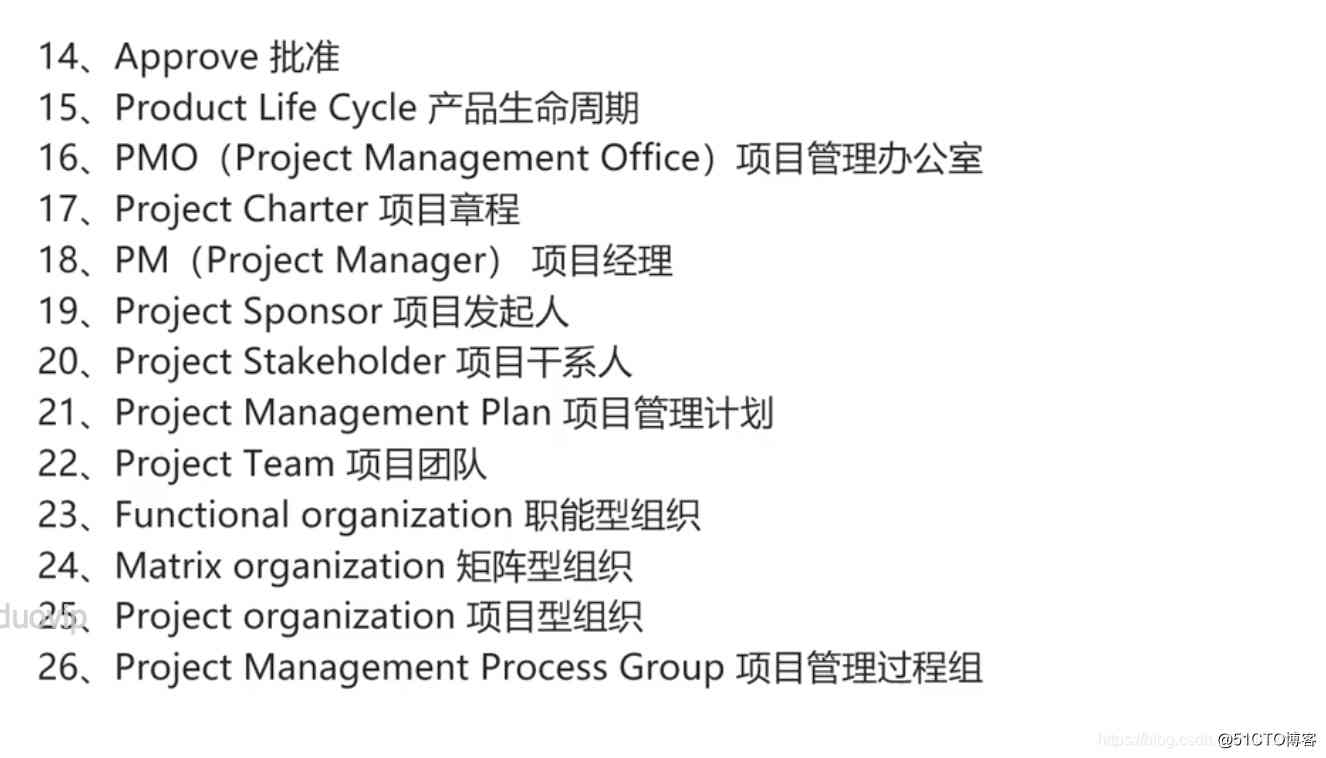 14、Approve 批准
15、Product Life Cycle 产品生命周期
16、PMO（Project Management Office）项目管理办公室
17、Project Charter 项目章程
18、PM（Project Manager） 项目经理
19、Project Sponsor 项目发起人
20、Project Stakeholder 项目干系人
21、Project Management Plan 项目管理计划
22、Project Team 项目团队
23、Functional organization 职能型组织
24、Matrix organization 矩阵型组织
duovip 25、Project organization 项目型组织
26、Project Management Process Group 项目管理过程组
https://blog.csdn. @51CTO博客